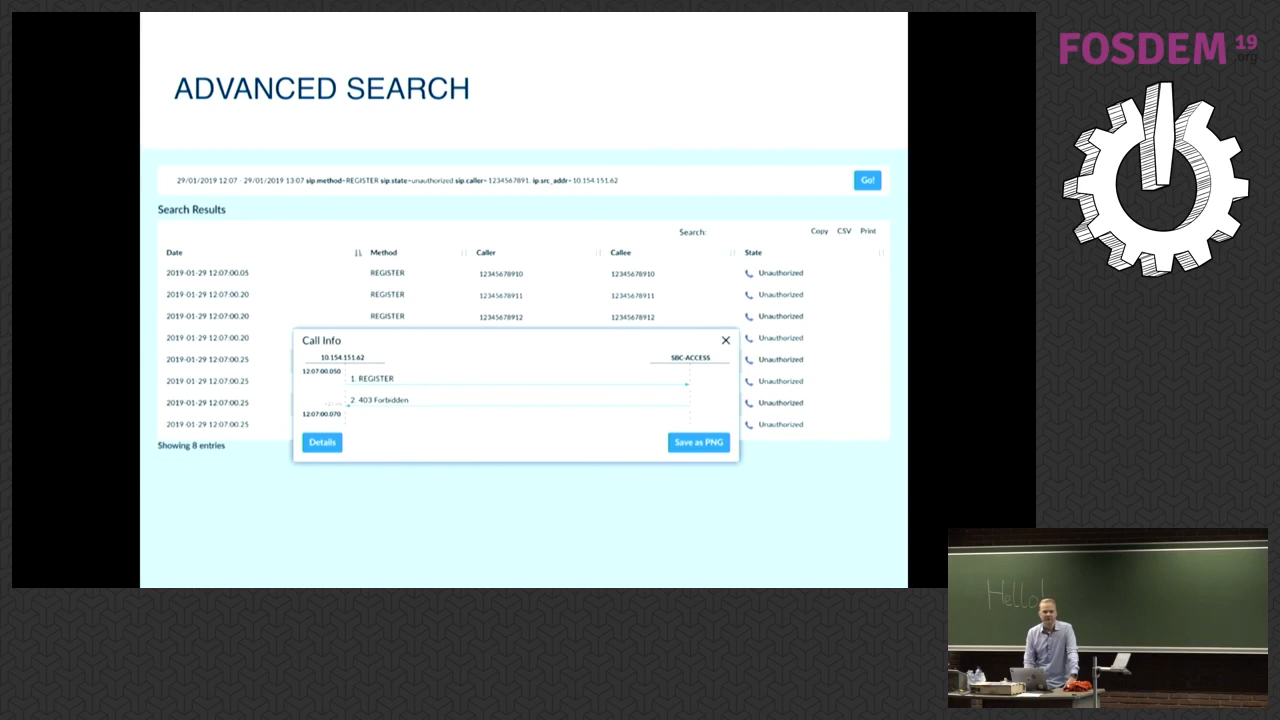 ADVANCED SEARCH
FOSDEM 19
.org
29/01/2019 12:07 - 29/01/2019 13:07 sip.method=REGISTER sip.state=unauthorized sip.caller=1234567891. ip.src_addr=10.154.151.62 Go!
Search Results
Search: Copy CSV Print
Date Method Caller Callee State
2019-01-29 12:07:00.05 REGISTER 12345678910 12345678910 Unauthorized
2019-01-29 12:07:00.20 REGISTER 12345678911 12345678911 Unauthorized
2019-01-29 12:07:00.20 REGISTER 12345678912 12345678912 Unauthorized
2019-01-29 12:07:00.20 Unauthorized
2019-01-29 12:07:00.25 Unauthorized
2019-01-29 12:07:00.25 Unauthorized
2019-01-29 12:07:00.25 Unauthorized
2019-01-29 12:07:00.25 Unauthorized
Showing 8 entries
Call Info
10.154.151.62 SBC-ACCESS
12:07:00.050
1. REGISTER
2. 403 Forbidden
12:07:00.070
Details Save as PNG
Hello!